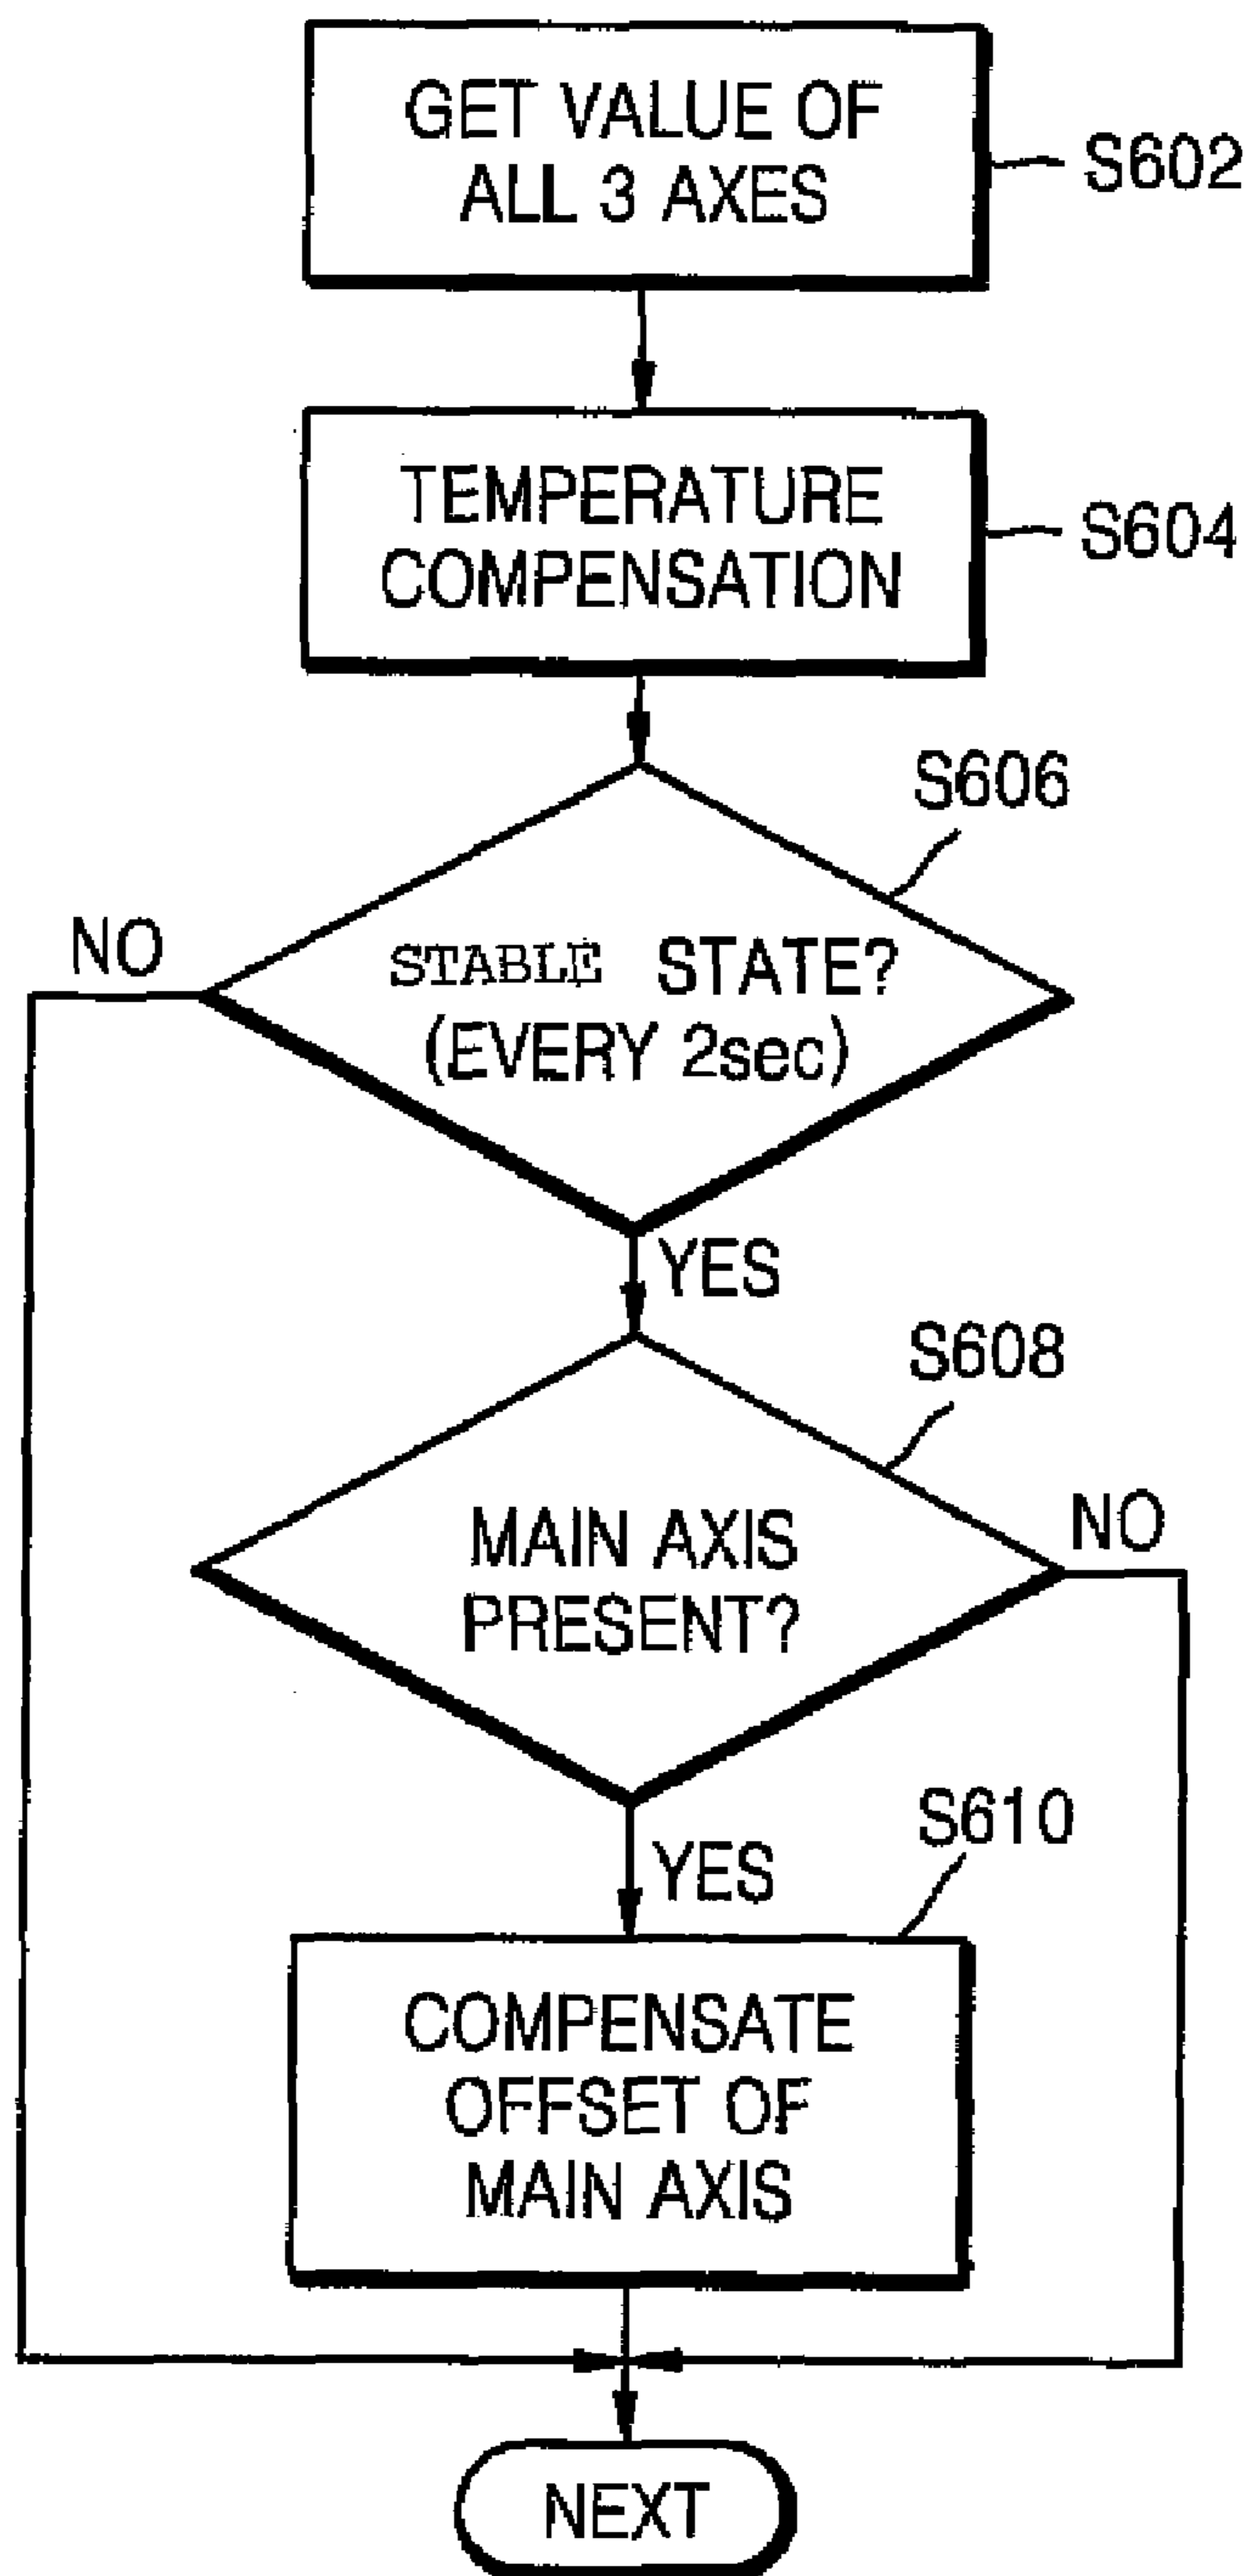 GET VALUE OF
ALL 3 AXES
S602
TEMPERATURE
COMPENSATION
S604
S606
NO
STABLE STATE?
(EVERY 2sec)
YES
S608
NO
MAIN AXIS
PRESENT?
S610
YES
COMPENSATE
OFFSET OF
MAIN AXIS
NEXT